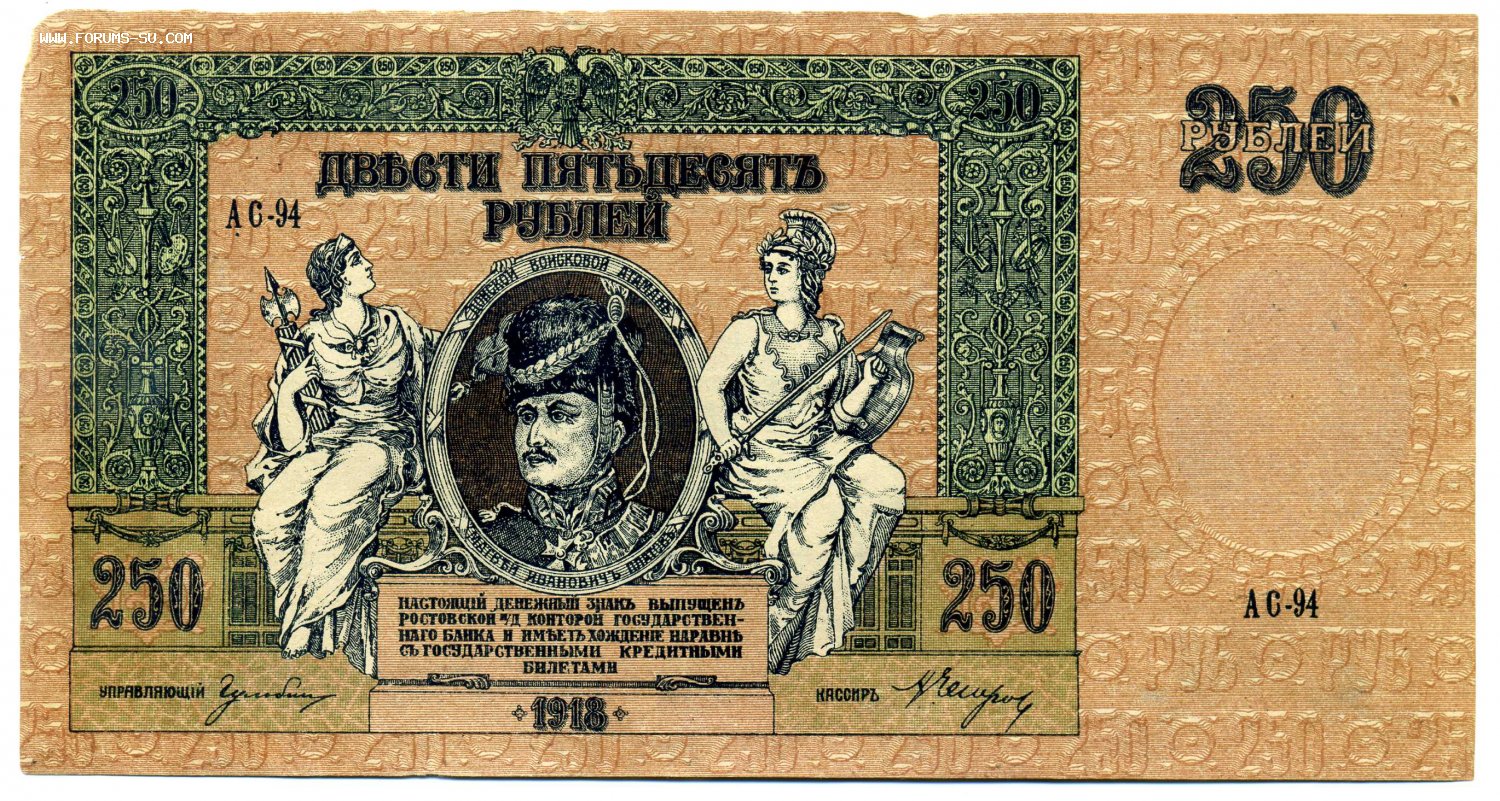 WWW.FORUMS-SU.COM
250
250
250
РУБЛЕЙ
ДВѢСТИ ПЯТЬДЕСЯТЪ
РУБЛЕЙ
АС-94
ДОНСКОЙ ВОЙСКОВОЙ АТАМАНЪ
МАТВѢЙ ИВАНОВИЧЪ ПЛАТОВЪ
250
250
АС-94
НАСТОЯЩІЙ ДЕНЕЖНЫЙ ЗНАКЪ ВЫПУЩЕНЪ
РОСТОВСКОЙ Н/Д КОНТОРОЙ ГОСУДАРСТВЕН-
НАГО БАНКА И ИМѢЕТЪ ХОЖДЕНІЕ НАРАВНѢ
СЪ ГОСУДАРСТВЕННЫМИ КРЕДИТНЫМИ
БИЛЕТАМИ
УПРАВЛЯЮЩІЙ
КАССИРЪ
1918